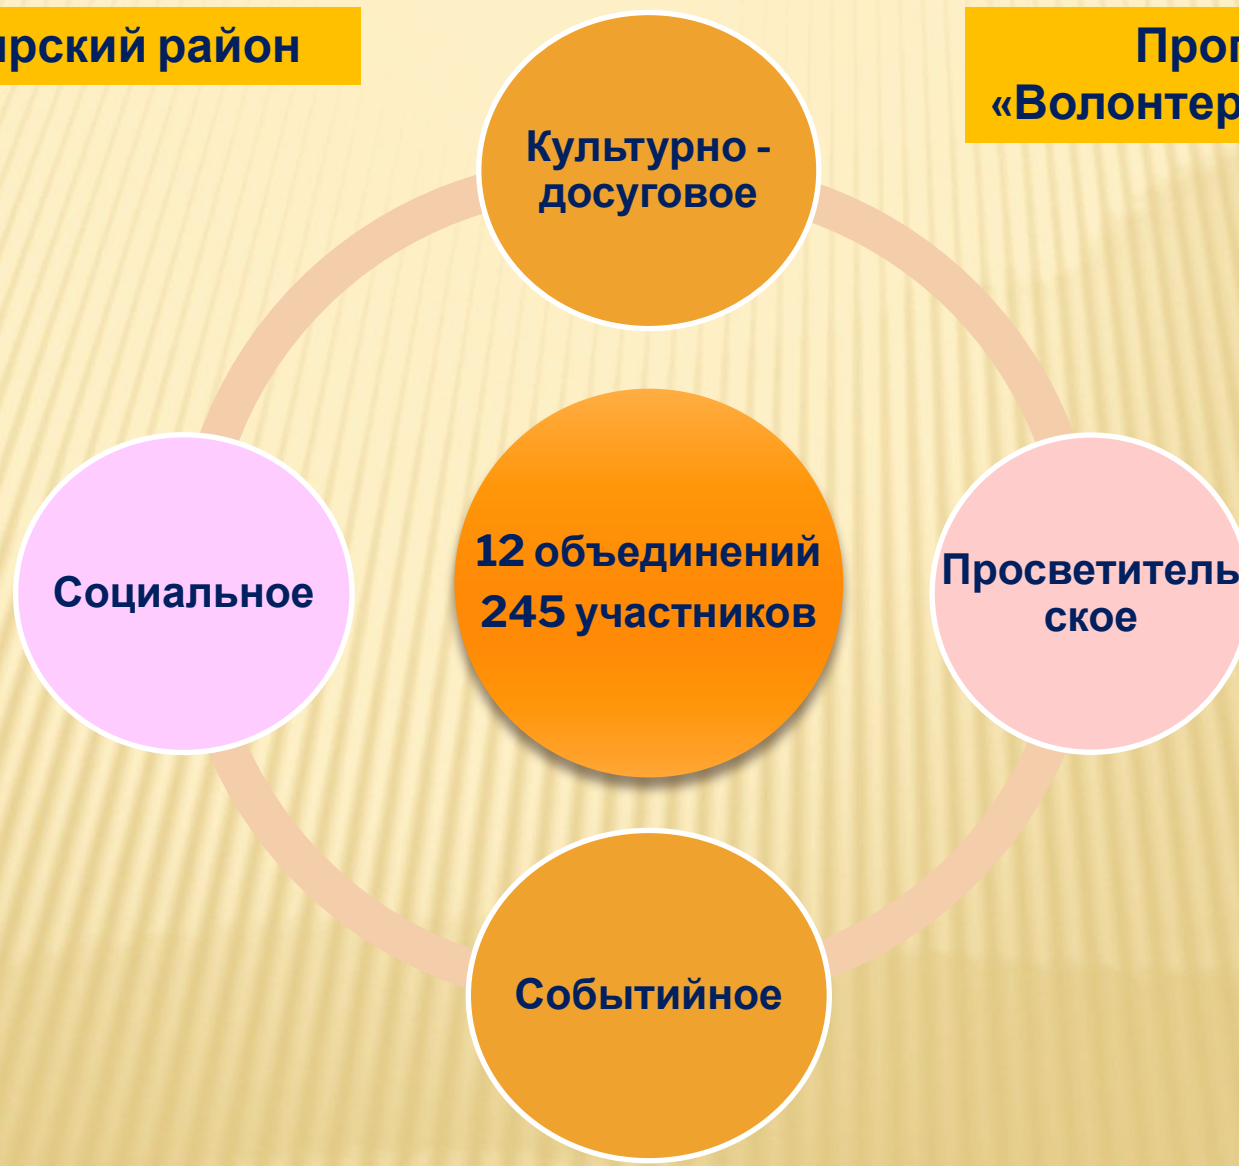 ирский район
Прог
«Волонтер
Культурно -
досуговое
12 объединений
245 участников
Социальное
Просветитель
ское
Событийное